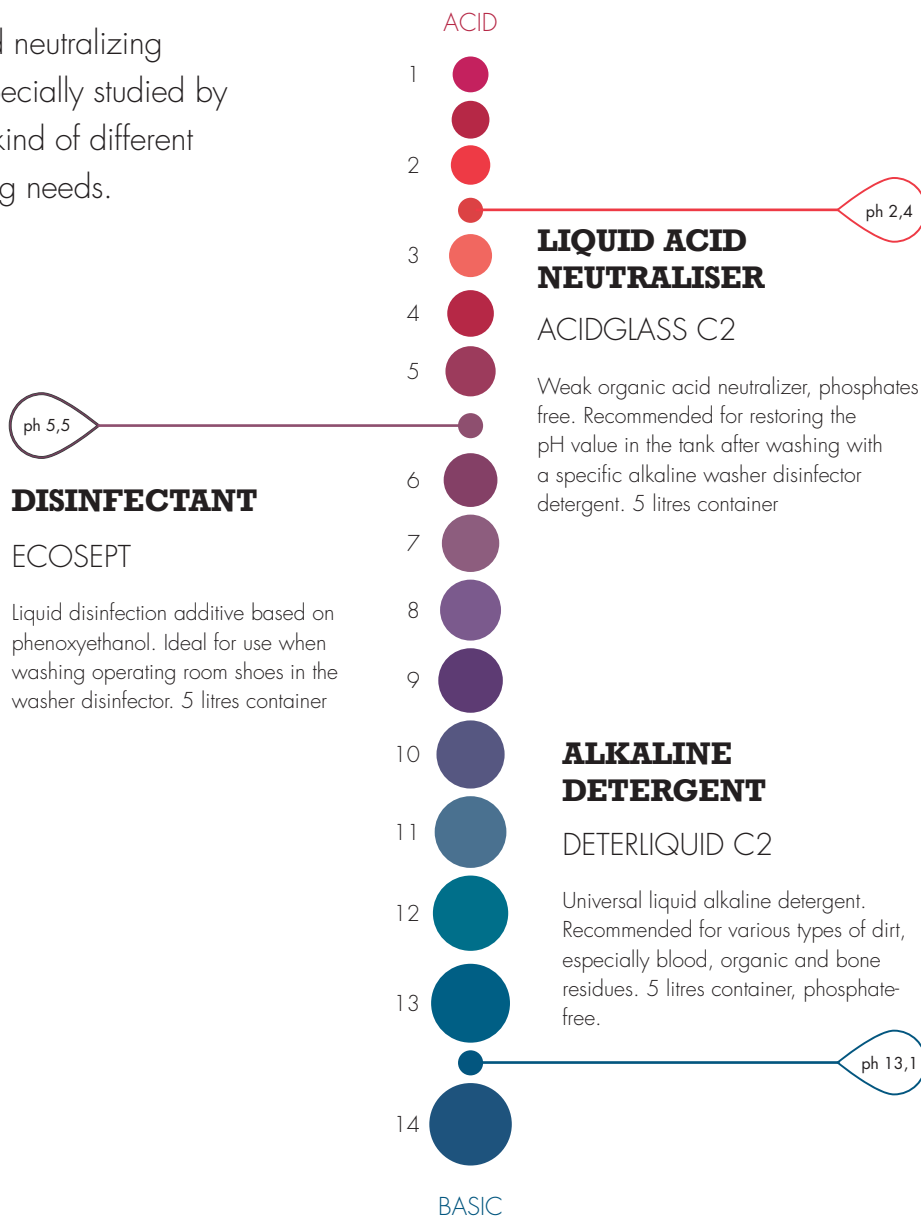 neutralizing
studied by
kind of different
needs.
ACID
1
2
ph 2,4
3
LIQUID ACID
NEUTRALISER
ACIDGLASS C2
4
5
Weak organic acid neutralizer, phosphates
free. Recommended for restoring the
pH value in the tank after washing with
a specific alkaline washer disinfector
detergent. 5 litres container
ph 5,5
DISINFECTANT
ECOSEPT
Liquid disinfection additive based on
phenoxyethanol. Ideal for use when
washing operating room shoes in the
washer disinfector. 5 litres container
6
7
8
9
10
ALKALINE
DETERGENT
DETERLIQUID C2
11
12
Universal liquid alkaline detergent.
Recommended for various types of dirt,
especially blood, organic and bone
residues. 5 litres container, phosphate-
free.
13
ph 13,1
14
BASIC